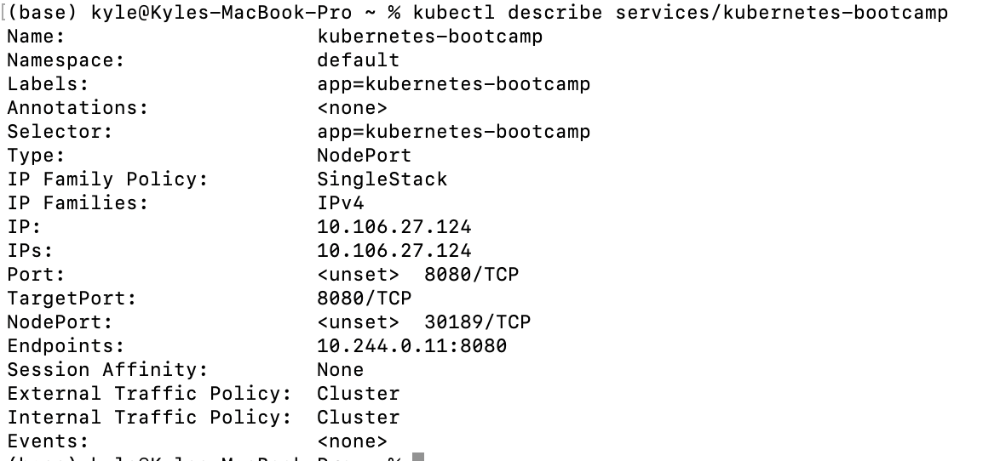 (base) kyle@Kyles-MacBook-Pro ~ % kubectl describe services/kubernetes-bootcamp
Name:                     kubernetes-bootcamp
Namespace:                default
Labels:                   app=kubernetes-bootcamp
Annotations:              <none>
Selector:                 app=kubernetes-bootcamp
Type:                     NodePort
IP Family Policy:         SingleStack
IP Families:              IPv4
IP:                       10.106.27.124
IPs:                      10.106.27.124
Port:                     <unset>  8080/TCP
TargetPort:               8080/TCP
NodePort:                 <unset>  30189/TCP
Endpoints:                10.244.0.11:8080
Session Affinity:         None
External Traffic Policy:  Cluster
Internal Traffic Policy:  Cluster
Events:                   <none>
(base) kyle@Kyles-MacBook-Pro ~ %